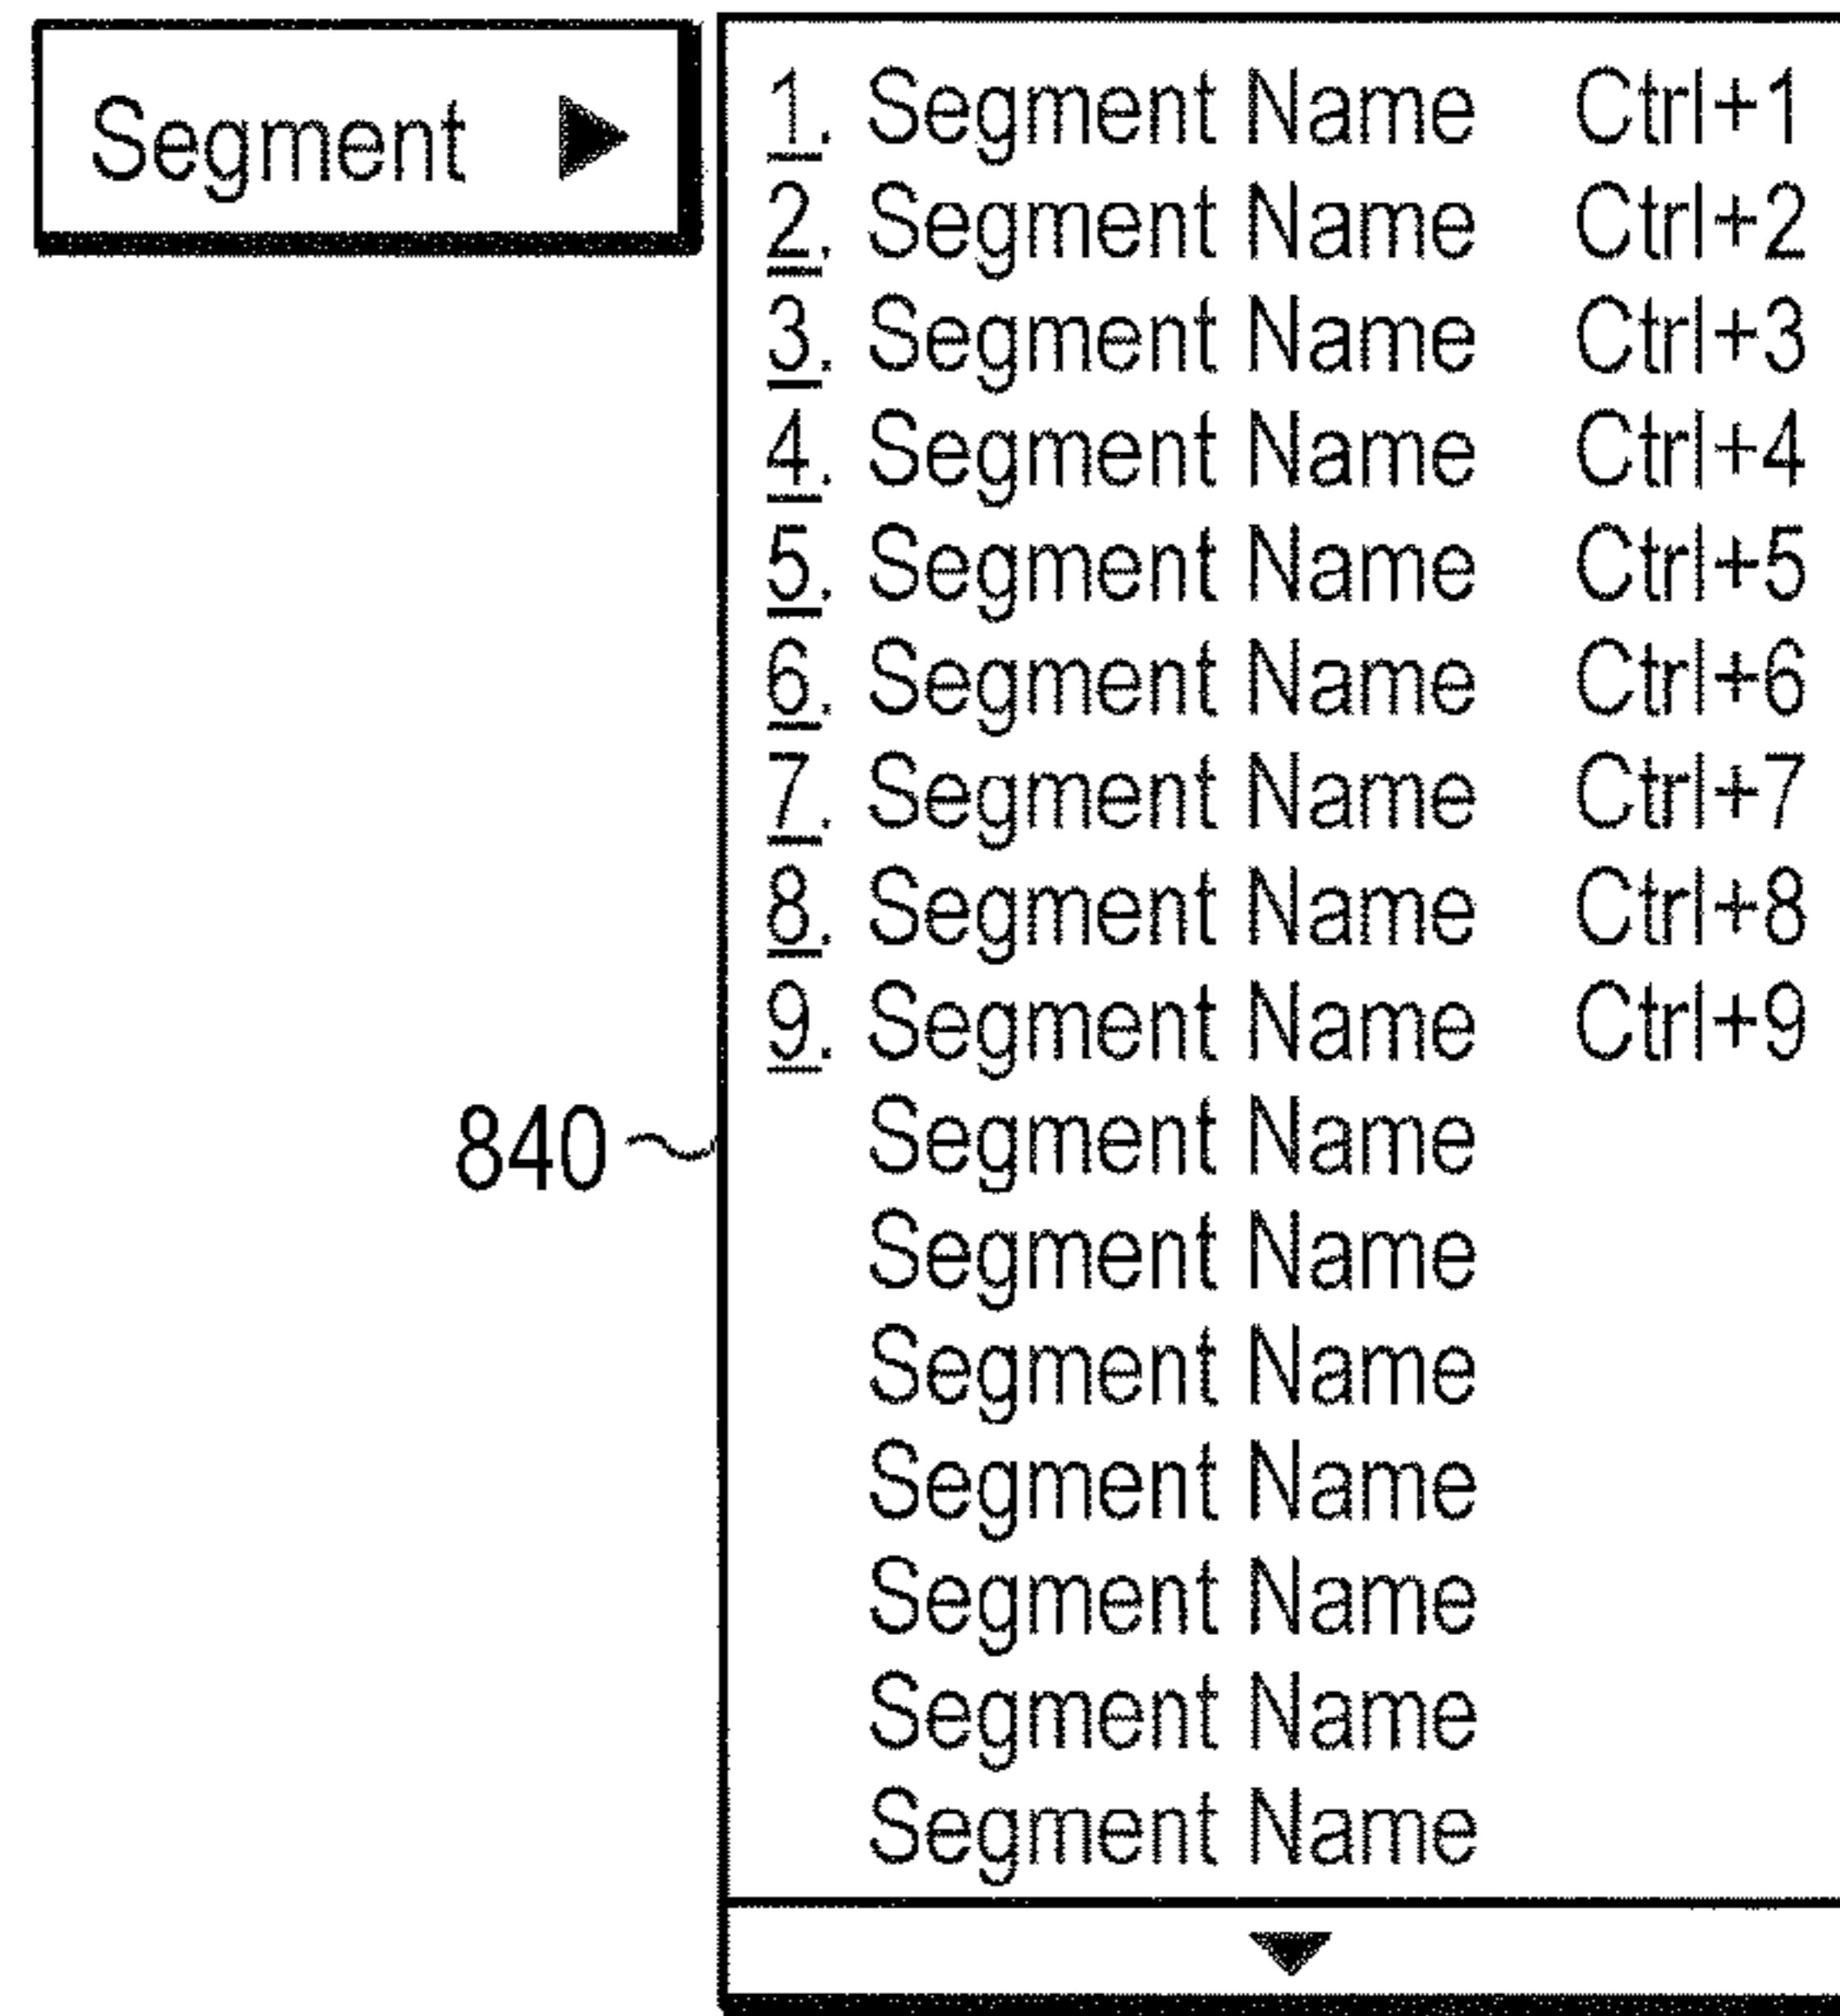 Segment
1. Segment Name Ctrl+1
2. Segment Name Ctrl+2
3. Segment Name Ctrl+3
4. Segment Name Ctrl+4
5. Segment Name Ctrl+5
6. Segment Name Ctrl+6
7. Segment Name Ctrl+7
8. Segment Name Ctrl+8
9. Segment Name Ctrl+9
840 Segment Name
Segment Name
Segment Name
Segment Name
Segment Name
Segment Name
Segment Name